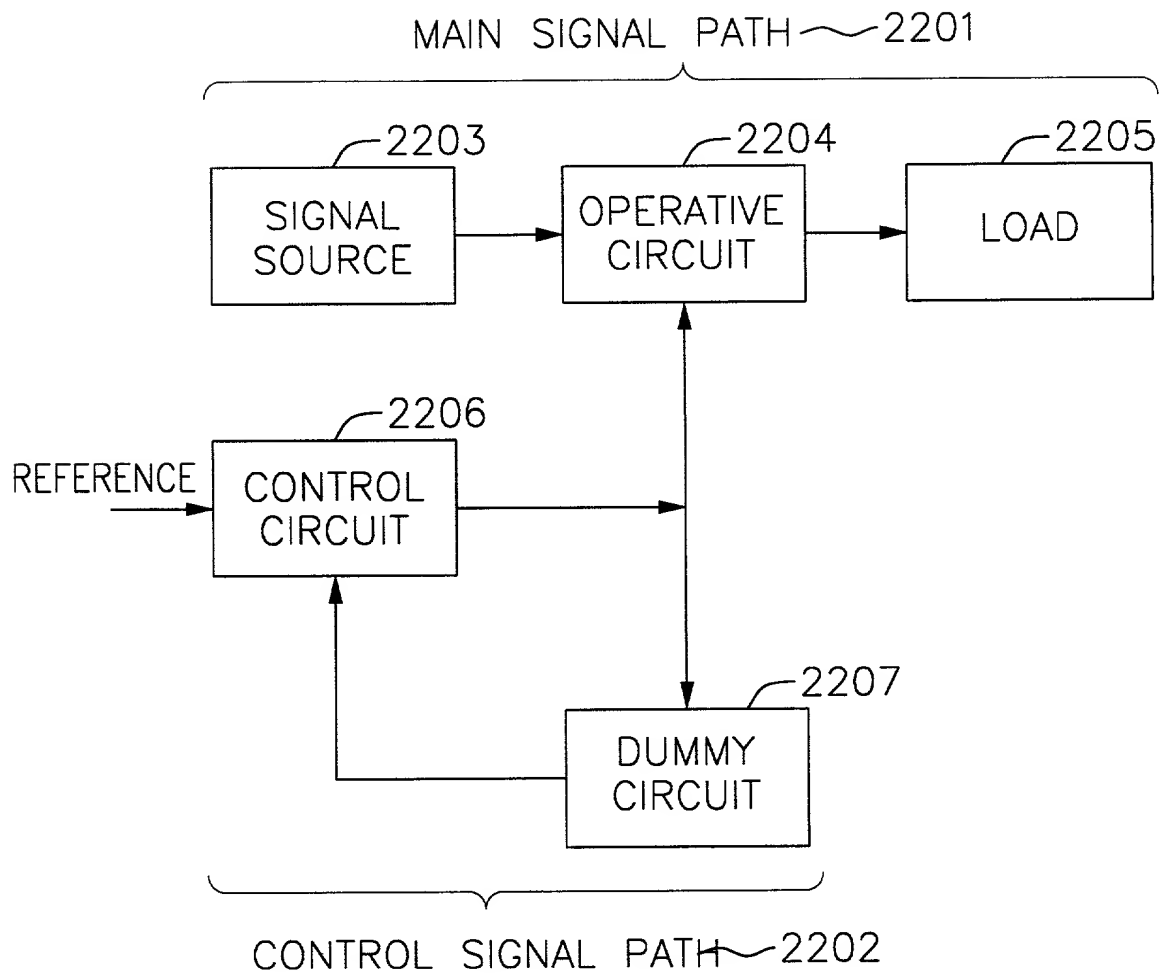 MAIN SIGNAL PATH 2201
2203
2204
2205
SIGNAL
SOURCE
OPERATIVE
CIRCUIT
LOAD
2206
REFERENCE
CONTROL
CIRCUIT
2207
DUMMY
CIRCUIT
CONTROL SIGNAL PATH 2202